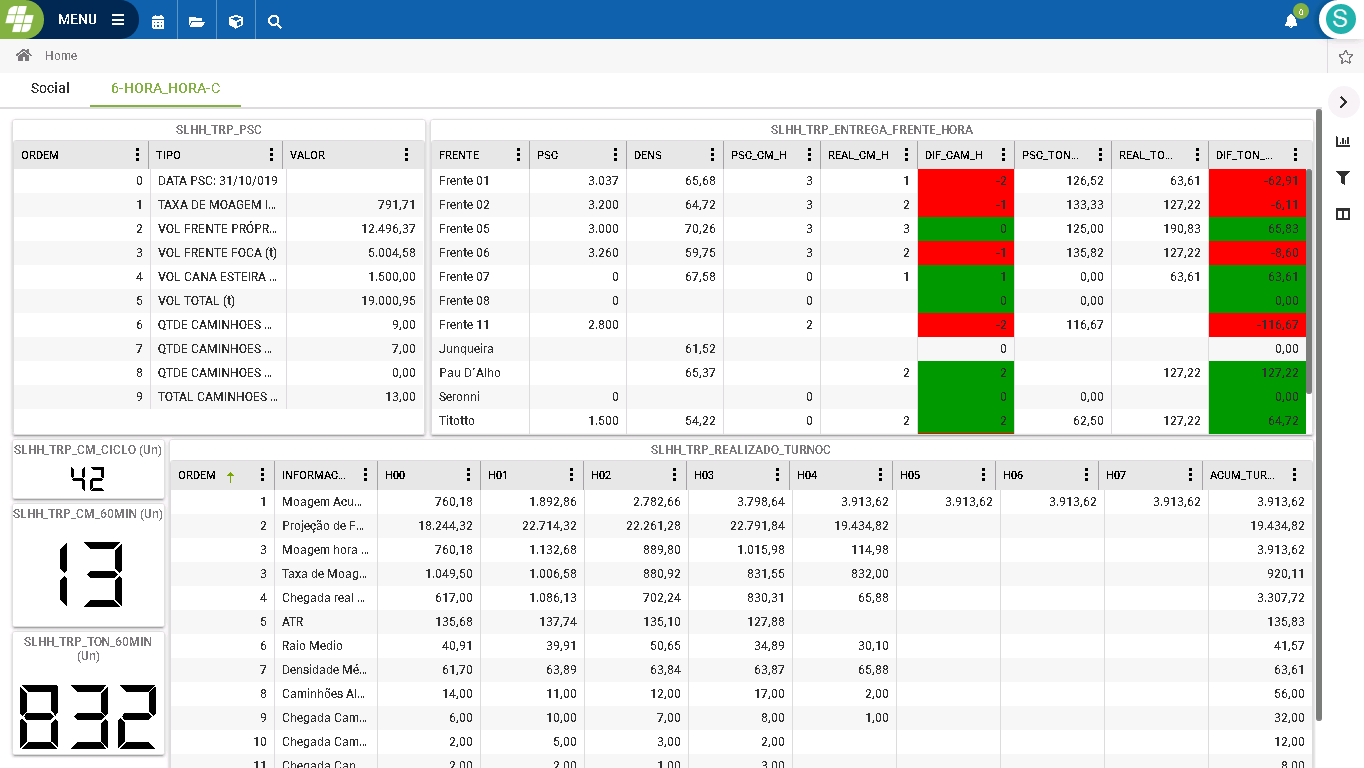 MENU
0
S
Home
Social 6-HORA_HORA-C
SLHH_TRP_PSC
ORDEM TIPO VALOR
0 DATA PSC: 31/10/019
1 TAXA DE MOAGEM I... 791,71
2 VOL FRENTE PRÓPR... 12.496,37
3 VOL FRENTE FOCA (t) 5.004,58
4 VOL CANA ESTEIRA ... 1.500,00
5 VOL TOTAL (t) 19.000,95
6 QTDE CAMINHOES ... 9,00
7 QTDE CAMINHOES ... 7,00
8 QTDE CAMINHOES ... 0,00
9 TOTAL CAMINHOES ... 13,00
SLHH_TRP_ENTREGA_FRENTE_HORA
FRENTE PSC DENS PSC_CM_H REAL_CM_H DIF_CAM_H PSC_TON... REAL_TO... DIF_TON_...
Frente 01 3.037 65,68 3 1 -2 126,52 63,61 -62,91
Frente 02 3.200 64,72 3 2 -1 133,33 127,22 -6,11
Frente 05 3.000 70,26 3 3 0 125,00 190,83 65,83
Frente 06 3.260 59,75 3 2 -1 135,82 127,22 -8,60
Frente 07 0 67,58 0 1 1 0,00 63,61 63,61
Frente 08 0 0 0 0,00 0,00
Frente 11 2.800 2 -2 116,67 -116,67
Junqueira 61,52 0 0,00
Pau D´Alho 65,37 2 2 127,22 127,22
Seronni 0 0 0 0,00 0,00
Titotto 1.500 54,22 0 2 2 62,50 127,22 64,72
SLHH_TRP_CM_CICLO (Un)
42
SLHH_TRP_CM_60MIN (Un)
13
SLHH_TRP_TON_60MIN
(Un)
832
SLHH_TRP_REALIZADO_TURNOC
ORDEM INFORMAC... H00 H01 H02 H03 H04 H05 H06 H07 ACUM_TUR...
1 Moagem Acu... 760,18 1.892,86 2.782,66 3.798,64 3.913,62 3.913,62 3.913,62 3.913,62 3.913,62
2 Projeção de F... 18.244,32 22.714,32 22.261,28 22.791,84 19.434,82 19.434,82
3 Moagem hora ... 760,18 1.132,68 889,80 1.015,98 114,98 3.913,62
3 Taxa de Moag... 1.049,50 1.006,58 880,92 831,55 832,00 920,11
4 Chegada real ... 617,00 1.086,13 702,24 830,31 65,88 3.307,72
5 ATR 135,68 137,74 135,10 127,88 135,83
6 Raio Medio 40,91 39,91 50,65 34,89 30,10 41,57
7 Densidade Mé... 61,70 63,89 63,84 63,87 65,88 63,61
8 Caminhões Al... 14,00 11,00 12,00 17,00 2,00 56,00
9 Chegada Cam... 6,00 10,00 7,00 8,00 1,00 32,00
10 Chegada Cam... 2,00 5,00 3,00 2,00 12,00
11 Chegada Can... 2,00 2,00 1,00 3,00 8,00